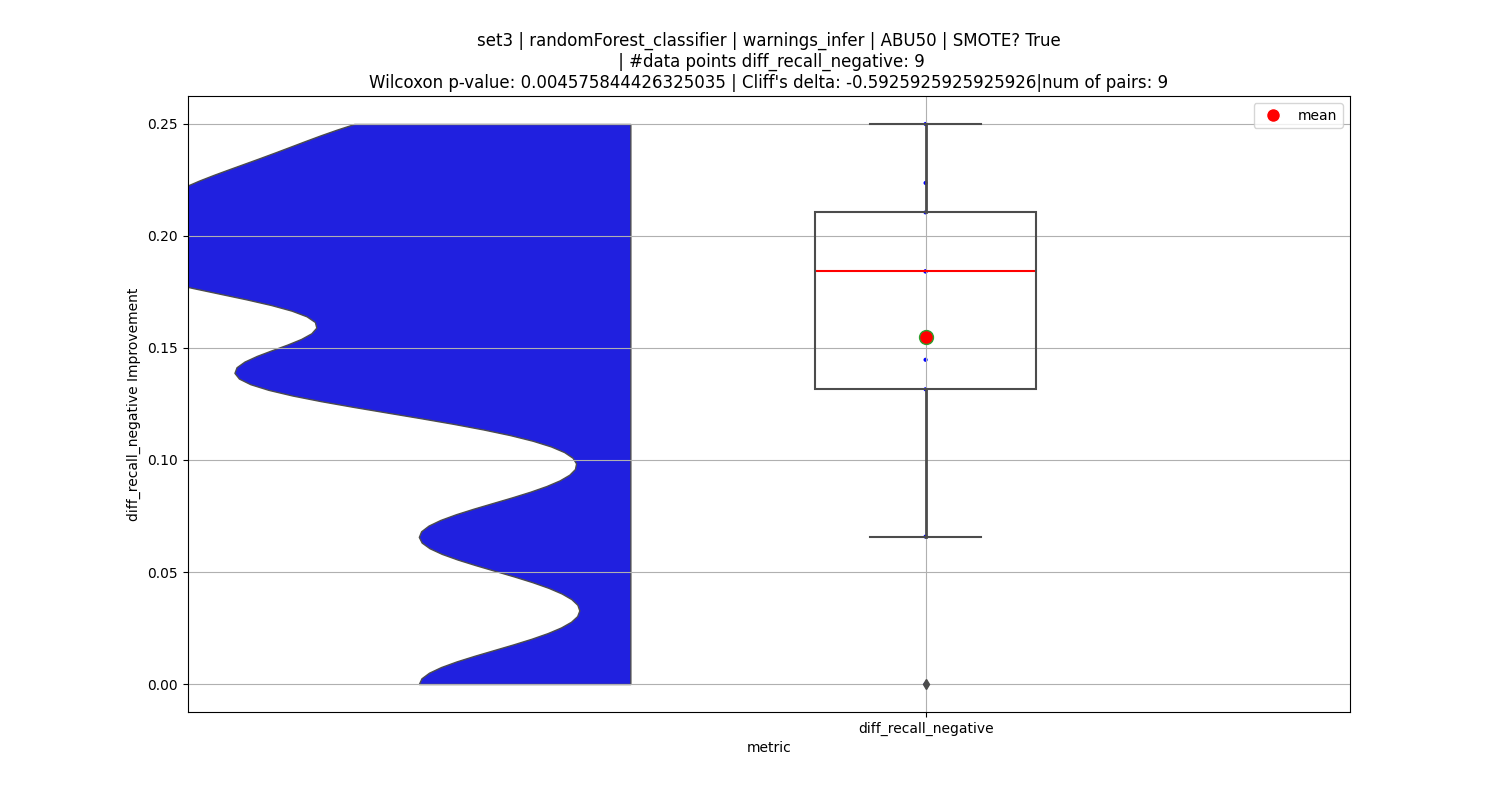 set3 | randomForest_classifier | warnings_infer | ABU50 | SMOTE? True
| #data points diff_recall_negative: 9
Wilcoxon p-value: 0.004575844426325035 | Cliff's delta: -0.5925925925925926|num of pairs: 9
mean
0.25
0.20
0.15
0.10
0.05
0.00
diff_recall_negative Improvement
diff_recall_negative
metric